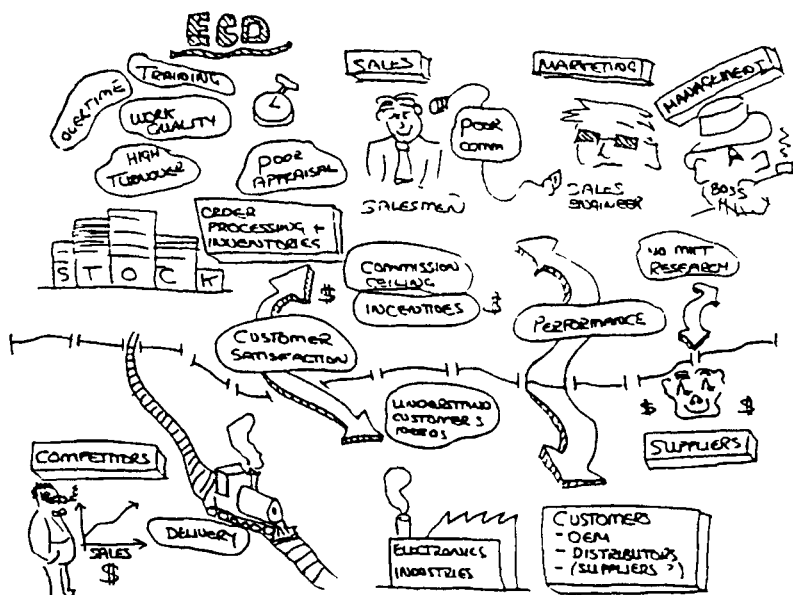 ECD
TRAINING
OVERTIME
WORK
QUALITY
HIGH
TURNOVER
POOR
APPRAISAL
SALES
POOR
COMM
SALESMEN
MARKETING
SALES
ENGINEER
MANAGEMENT
BOSS
STOCK
ORDER
PROCESSING +
INVENTORIES
COMMISSION
CEILING
$
INCENTIVES
$
PERFORMANCE
NO MKT
RESEARCH
CUSTOMER
SATISFACTION
UNDERSTAND
CUSTOMER'S
NEEDS
$
$
SUPPLIERS
COMPETITORS
SALES
$
DELIVERY
ELECTRONICS
INDUSTRIES
CUSTOMERS
- OEM
- DISTRIBUTORS
- (SUPPLIERS ?)